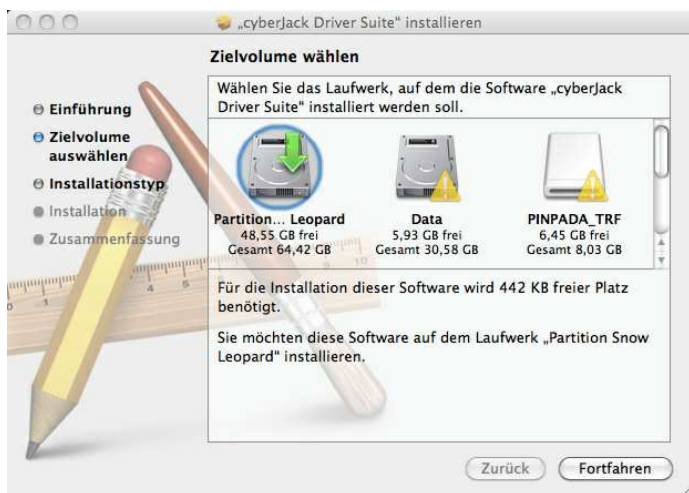 „cyberJack Driver Suite“ installieren
Zielvolume wählen
Einführung
Zielvolume
auswählen
Installationstyp
Installation
Zusammenfassung
Wählen Sie das Laufwerk, auf dem die Software „cyberJack
Driver Suite“ installiert werden soll.
Partition... Leopard
48,55 GB frei
Gesamt 64,42 GB
Data
5,93 GB frei
Gesamt 30,58 GB
PINPADA_TRF
6,45 GB frei
Gesamt 8,03 GB
Für die Installation dieser Software wird 442 KB freier Platz
benötigt.
Sie möchten diese Software auf dem Laufwerk „Partition Snow
Leopard“ installieren.
Zurück
Fortfahren